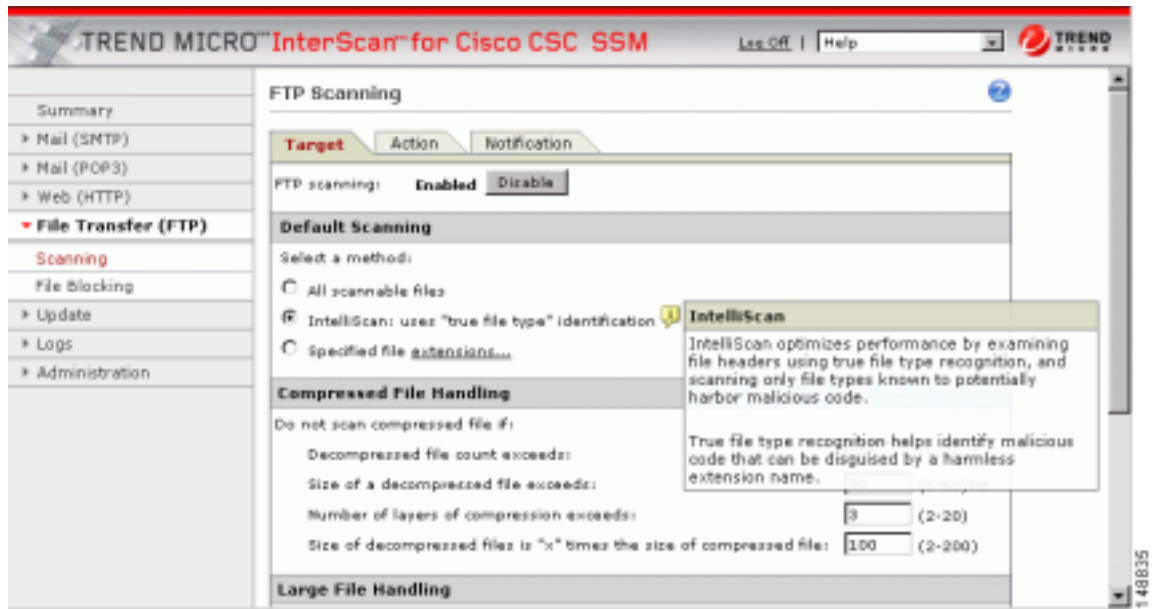 TREND MICRO™ InterScan™ for Cisco CSC SSM
Log Off | Help
TREND MICRO
Summary
Mail (SMTP)
Mail (POP3)
Web (HTTP)
File Transfer (FTP)
Scanning
File Blocking
Update
Logs
Administration
FTP Scanning
Target
Action
Notification
FTP scanning: Enabled Disable
Default Scanning
Select a method:
All scannable files
IntelliScan: uses "true file type" identification
Specified file extensions...
IntelliScan
IntelliScan optimizes performance by examining
file headers using true file type recognition, and
scanning only file types known to potentially
harbor malicious code.
True file type recognition helps identify malicious
code that can be disguised by a harmless
extension name.
Compressed File Handling
Do not scan compressed file if:
Decompressed file count exceeds:
Size of a decompressed file exceeds:
Number of layers of compression exceeds: 3 (2-20)
Size of decompressed files is "x" times the size of compressed file: 100 (2-200)
Large File Handling
148835